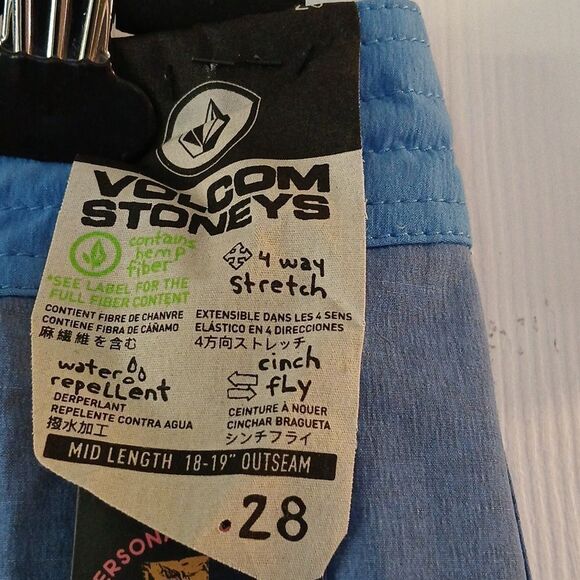 VOLCOM
STONEYS
contains
hemp
fiber
*SEE LABEL FOR THE
FULL FIBER CONTENT
CONTIENT FIBRE DE CHANVRE
CONTIENE FIBRA DE CÁÑAMO
麻繊維を含む
4 way
stretch
EXTENSIBLE DANS LES 4 SENS
ELÁSTICO EN 4 DIRECCIONES
4方向ストレッチ
water
repellent
DERPERLANT
REPELENTE CONTRA AGUA
撥水加工
cinch
fly
CEINTURE À NOUER
CINCHAR BRAGUETA
シンチフライ
MID LENGTH 18-19" OUTSEAM
28